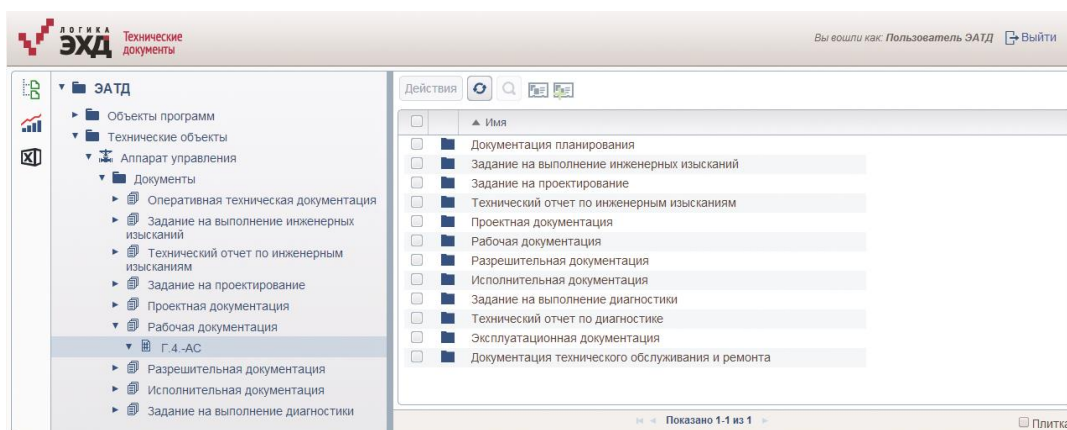 ЛОГИКА
ЭХД
Технические
документы
Вы вошли как: Пользователь ЭАТД
Выйти
ЭАТД
Объекты программ
Технические объекты
Аппарат управления
Документы
Оперативная техническая документация
Задание на выполнение инженерных
изысканий
Технический отчет по инженерным
изысканиям
Задание на проектирование
Проектная документация
Рабочая документация
Г.4.-АС
Разрешительная документация
Исполнительная документация
Задание на выполнение диагностики
Действия
Имя
Документация планирования
Задание на выполнение инженерных изысканий
Задание на проектирование
Технический отчет по инженерным изысканиям
Проектная документация
Рабочая документация
Разрешительная документация
Исполнительная документация
Задание на выполнение диагностики
Технический отчет по диагностике
Эксплуатационная документация
Документация технического обслуживания и ремонта
Показано 1-1 из 1
Плитка